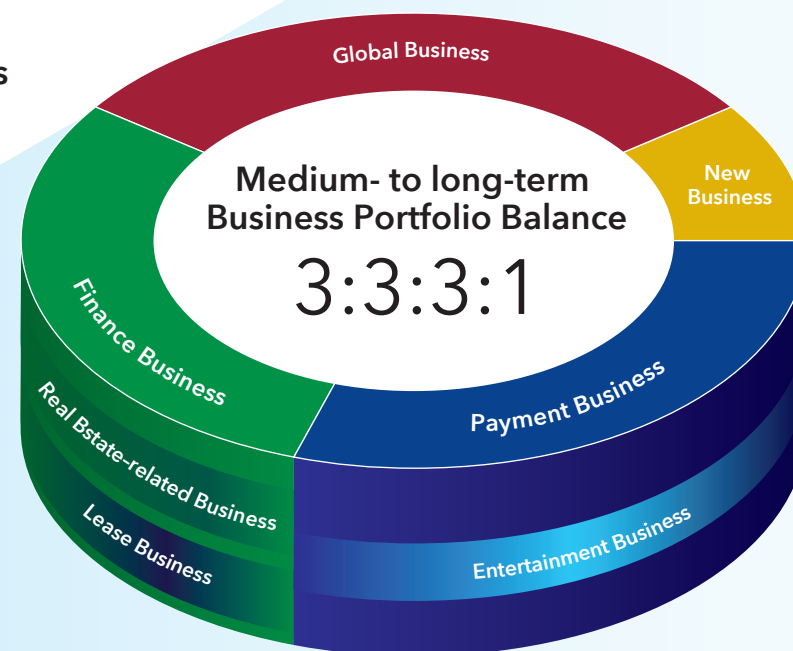 s
Global Business
New
Business
Medium- to long-term
Business Portfolio Balance
3:3:3:1
Finance Business
Payment Business
Real Bstate-related Business
Lease Business
Entertainment Business